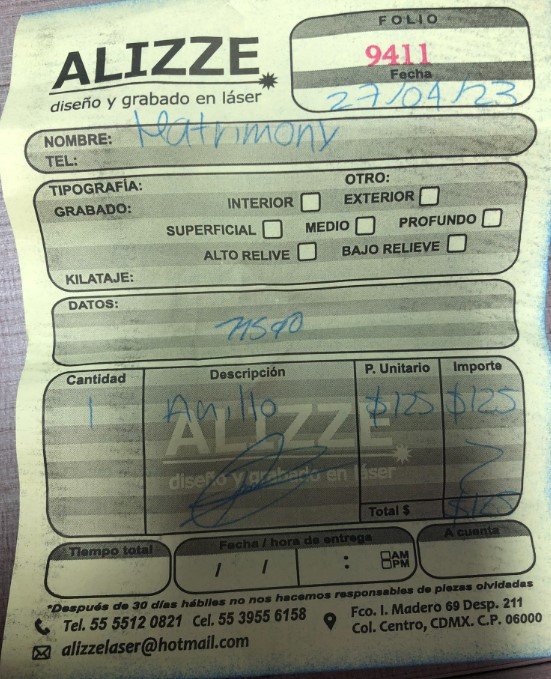 ALIZZE
diseño y grabado en láser
FOLIO
9411
Fecha
27/04/23
NOMBRE: Matrimony
TEL:
TIPOGRAFÍA: OTRO:
GRABADO: INTERIOR EXTERIOR
SUPERFICIAL MEDIO PROFUNDO
ALTO RELIVE BAJO RELIEVE
KILATAJE:
DATOS:
Cantidad Descripción P. Unitario Importe
1 Anillo $125 $125
ALIZZE
diseño y grabado en láser
Total $ $125
Tiempo total Fecha / hora de entrega A cuenta
/ / : AM
PM
*Después de 30 días hábiles no nos hacemos responsables de piezas olvidadas
Tel. 55 5512 0821 Cel. 55 3955 6158
alizzelaser@hotmail.com
Fco. I. Madero 69 Desp. 211
Col. Centro, CDMX. C.P. 06000